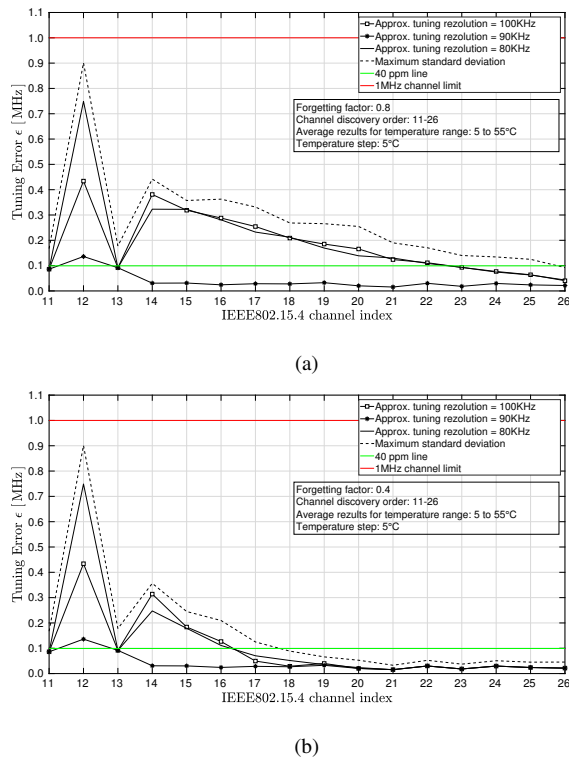 1.1
1.0
0.9
0.8
0.7
0.6
0.5
0.4
0.3
0.2
0.1
0.0
Tuning Error ϵ [MHz]
Approx. tuning rezolution = 100KHz
Approx. tuning rezolution = 90KHz
Approx. tuning rezolution = 80KHz
Maximum standard deviation
40 ppm line
1MHz channel limit
Forgetting factor: 0.8
Channel discovery order: 11-26
Average rezults for temperature range: 5 to 55°C
Temperature step: 5°C
11 12 13 14 15 16 17 18 19 20 21 22 23 24 25 26
IEEE802.15.4 channel index
(a)
1.1
1.0
0.9
0.8
0.7
0.6
0.5
0.4
0.3
0.2
0.1
0.0
Tuning Error ϵ [MHz]
Approx. tuning rezolution = 100KHz
Approx. tuning rezolution = 90KHz
Approx. tuning rezolution = 80KHz
Maximum standard deviation
40 ppm line
1MHz channel limit
Forgetting factor: 0.4
Channel discovery order: 11-26
Average rezults for temperature range: 5 to 55°C
Temperature step: 5°C
11 12 13 14 15 16 17 18 19 20 21 22 23 24 25 26
IEEE802.15.4 channel index
(b)